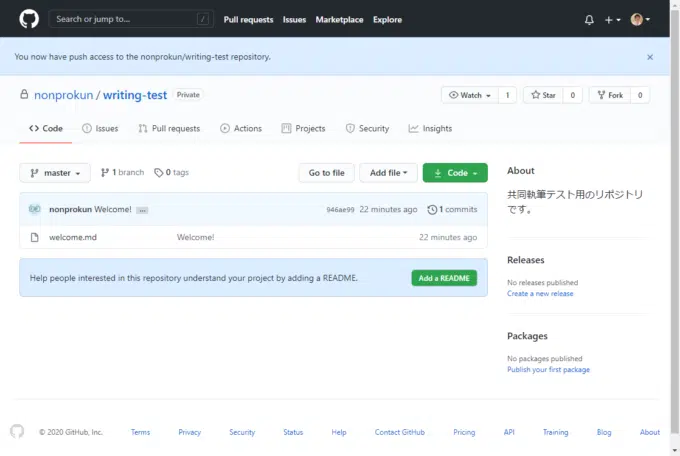 Search or jump to... /
Pull requests Issues Marketplace Explore
You now have push access to the nonprokun/writing-test repository.
nonprokun / writing-test Private
Watch 1 Star 0 Fork 0
Code Issues Pull requests Actions Projects Security Insights
master 1 branch 0 tags Go to file Add file Code
nonprokun Welcome! ... 946ae99 22 minutes ago 1 commits
welcome.md Welcome! 22 minutes ago
Help people interested in this repository understand your project by adding a README. Add a README
About
共同執筆テスト用のリポジトリ
です。
Releases
No releases published
Create a new release
Packages
No packages published
Publish your first package
© 2020 GitHub, Inc. Terms Privacy Security Status Help Contact GitHub Pricing API Training Blog About